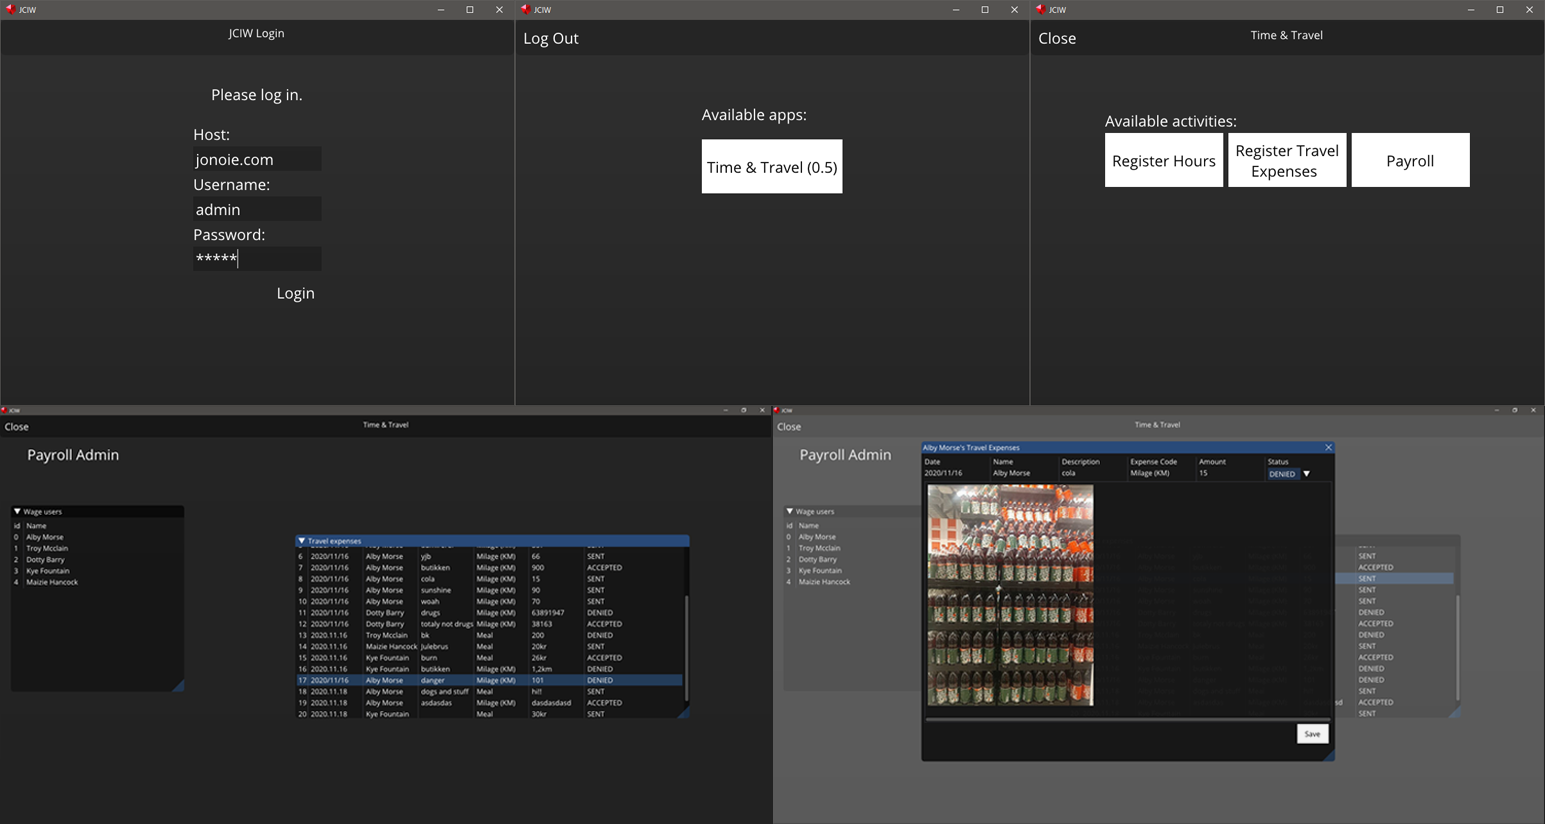 JCIW
JCIW Login
Please log in.
Host:
jonoie.com
Username:
admin
Password:
*****
Login
JCIW
Log Out
Available apps:
Time & Travel (0.5)
JCIW
Close
Time & Travel
Available activities:
Register Hours
Register Travel
Expenses
Payroll
JCIW
Close
Time & Travel
Payroll Admin
Wage users
id Name
0 Alby Morse
1 Troy Mcclain
2 Dotty Barry
3 Kye Fountain
4 Maizie Hancock
Travel expenses
6 2020/11/16 Alby Morse yjb Milage (KM) 66 SENT
7 2020/11/16 Alby Morse butikken Milage (KM) 900 ACCEPTED
8 2020/11/16 Alby Morse cola Milage (KM) 15 SENT
9 2020/11/16 Alby Morse sunshine Milage (KM) 90 SENT
10 2020/11/16 Alby Morse woah Milage (KM) 70 SENT
11 2020/11/16 Dotty Barry drugs Milage (KM) 63891947 DENIED
12 2020/11/16 Dotty Barry totaly not drugs Milage (KM) 38163 ACCEPTED
13 2020.11.16 Troy Mcclain bk Meal 200 DENIED
14 2020.11.16 Maizie Hancock Julebrus Meal 20kr SENT
15 2020.11.16 Kye Fountain burn Meal 26kr ACCEPTED
16 2020.11.16 Kye Fountain butikken Milage (KM) 1,2km DENIED
17 2020/11/16 Alby Morse danger Milage (KM) 101 DENIED
18 2020.11.18 Alby Morse dogs and stuff Meal hi!! SENT
19 2020.11.18 Alby Morse asdasdas Milage (KM) dasdasdasd ACCEPTED
20 2020.11.18 Kye Fountain Meal 30kr SENT
JCIW
Close
Time & Travel
Payroll Admin
Wage users
id Name
0 Alby Morse
1 Troy Mcclain
2 Dotty Barry
3 Kye Fountain
4 Maizie Hancock
Alby Morse's Travel Expenses
Date Name Description Expense Code Amount Status
2020/11/16 Alby Morse cola Milage (KM) 15 DENIED
Save
SENT
ACCEPTED
SENT
SENT
SENT
DENIED
ACCEPTED
DENIED
SENT
ACCEPTED
DENIED
DENIED
SENT
sd ACCEPTED
SENT